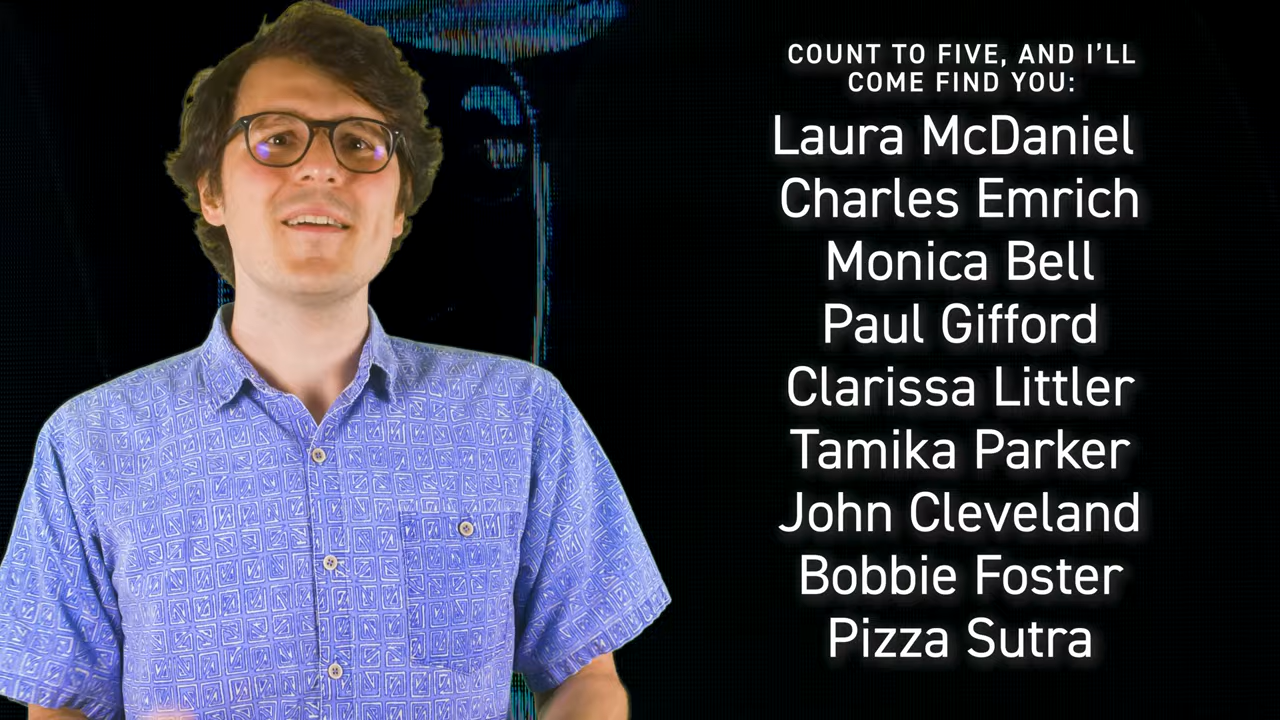 COUNT TO FIVE, AND I’LL
COME FIND YOU:
Laura McDaniel
Charles Emrich
Monica Bell
Paul Gifford
Clarissa Littler
Tamika Parker
John Cleveland
Bobbie Foster
Pizza Sutra